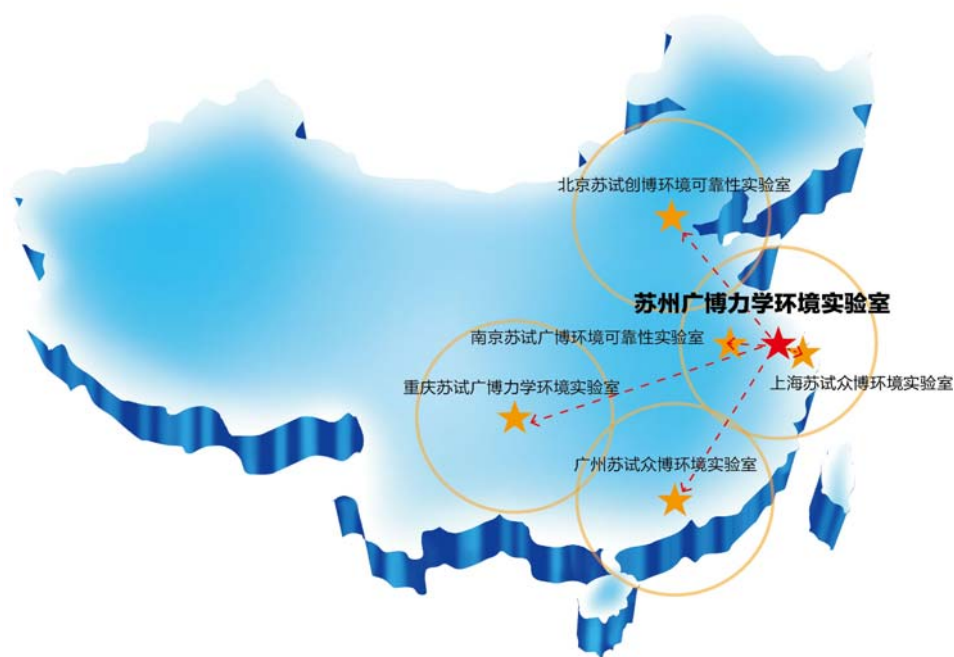 北京苏试创博环境可靠性实验室
苏州广博力学环境实验室
南京苏试广博环境可靠性实验室
上海苏试众博环境实验室
重庆苏试广博力学环境实验室
广州苏试众博环境实验室